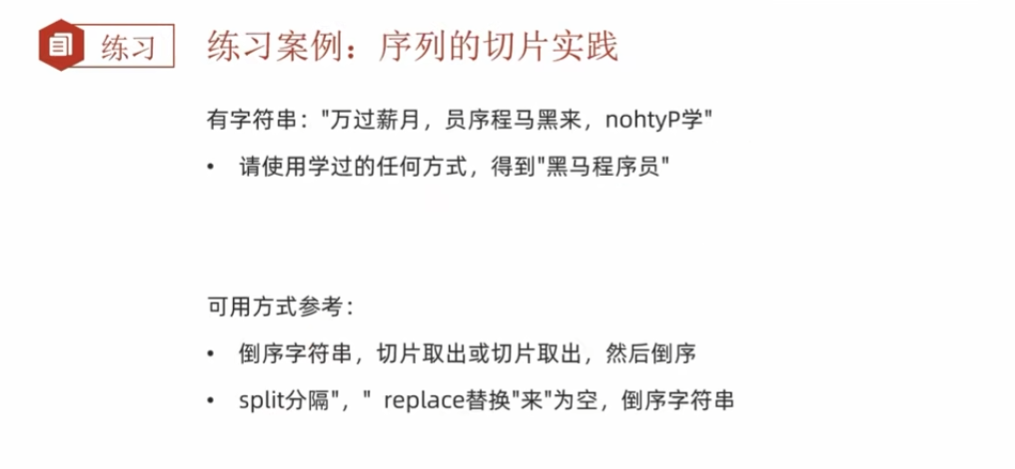 练习
练习案例：序列的切片实践
有字符串："万过薪月，员序程马黑来，nohtyP学"
• 请使用学过的任何方式，得到"黑马程序员"
可用方式参考：
• 倒序字符串，切片取出或切片取出，然后倒序
• split分隔"，" replace替换"来"为空，倒序字符串